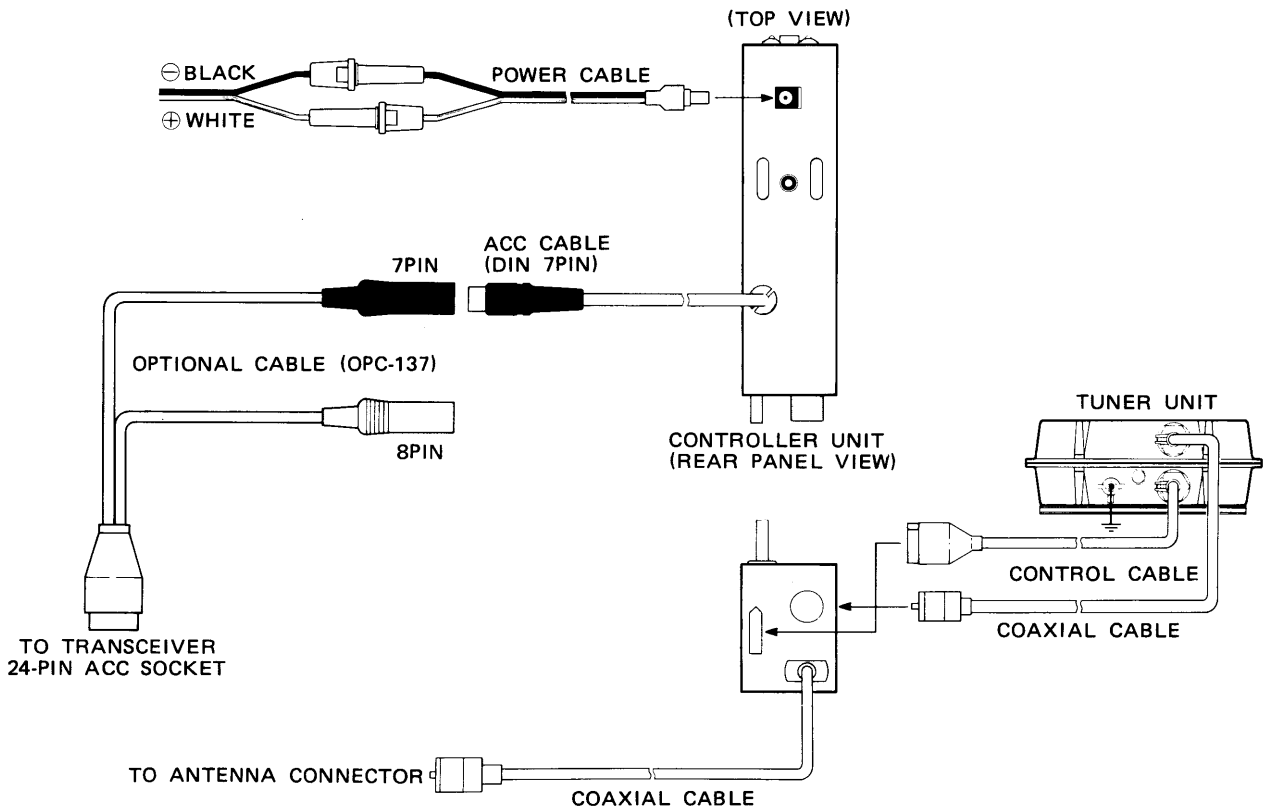 (TOP VIEW)
⊖ BLACK
POWER CABLE
⊕ WHITE
ACC CABLE
(DIN 7PIN)
7PIN
OPTIONAL CABLE (OPC-137)
8PIN
CONTROLLER UNIT
(REAR PANEL VIEW)
TUNER UNIT
CONTROL CABLE
COAXIAL CABLE
TO TRANSCEIVER
24-PIN ACC SOCKET
TO ANTENNA CONNECTOR
COAXIAL CABLE